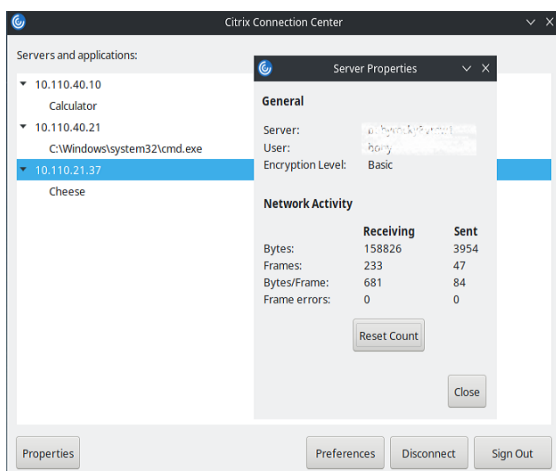 Citrix Connection Center
Servers and applications:
10.110.40.10
Calculator
10.110.40.21
C:\Windows\system32\cmd.exe
10.110.21.37
Cheese
Server Properties
General
Server:
User:
Encryption Level: Basic
Network Activity
Receiving Sent
Bytes: 158826 3954
Frames: 233 47
Bytes/Frame: 681 84
Frame errors: 0 0
Reset Count
Close
Properties Preferences Disconnect Sign Out